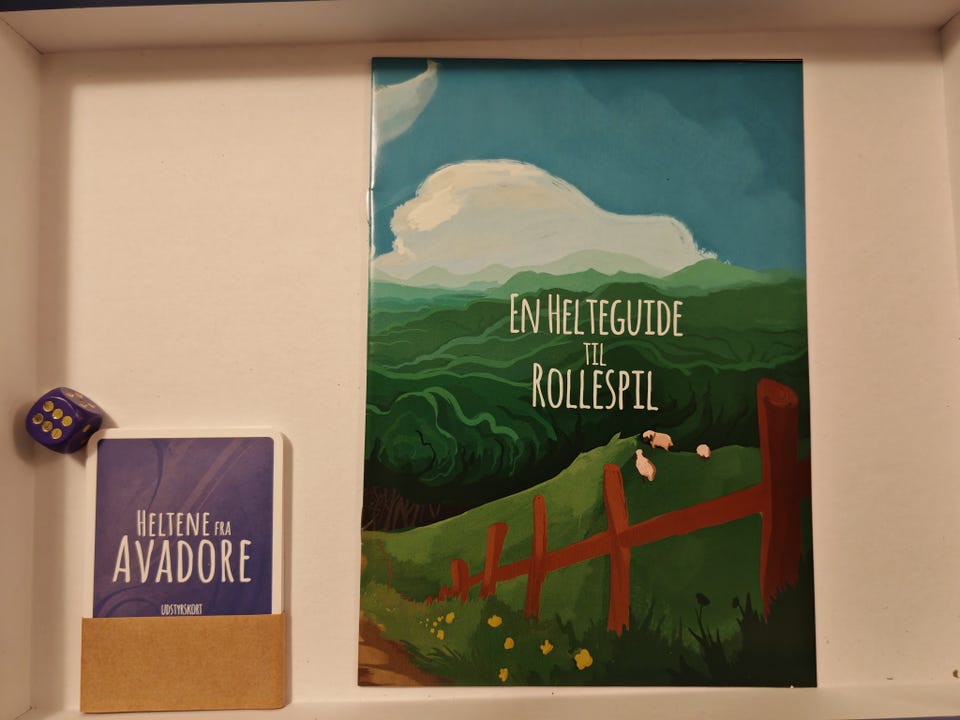 En Helteguide
til
Rollespil
Heltene fra
Avadore
Udstyrskort